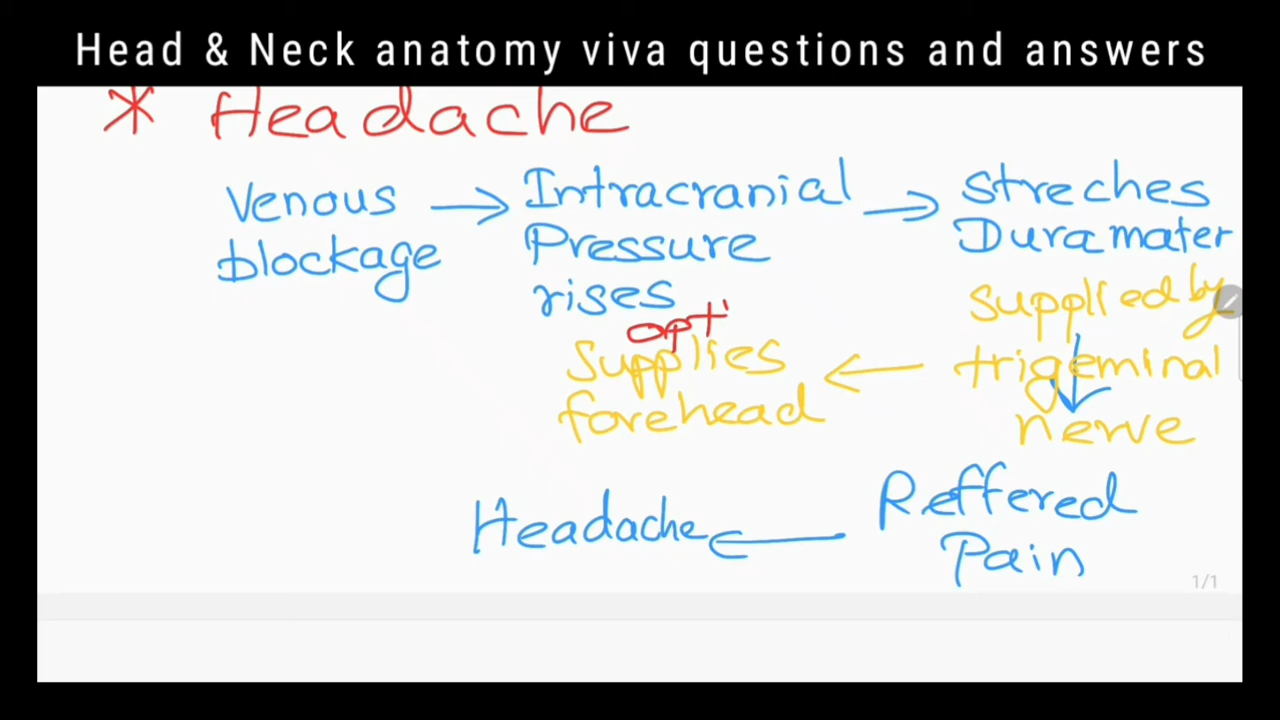 Head & Neck anatomy viva questions and answers
* Headache
Venous blockage → Intracranial Pressure rises → Streches Duramater
supplied by trigeminal nerve
opt
← supplies forehead
Reffered Pain
← Headache
1/1